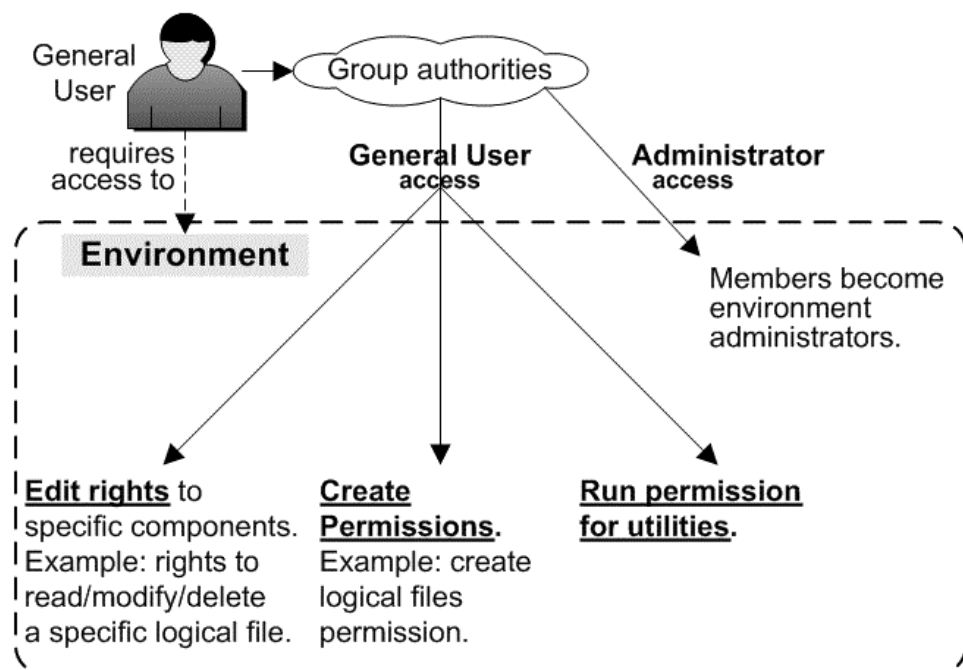 General
User
Group authorities
requires
access to
General User
access
Administrator
access
Environment
Members become
environment
administrators.
Edit rights to
specific components.
Example: rights to
read/modify/delete
a specific logical file.
Create
Permissions.
Example: create
logical files
permission.
Run permission
for utilities.